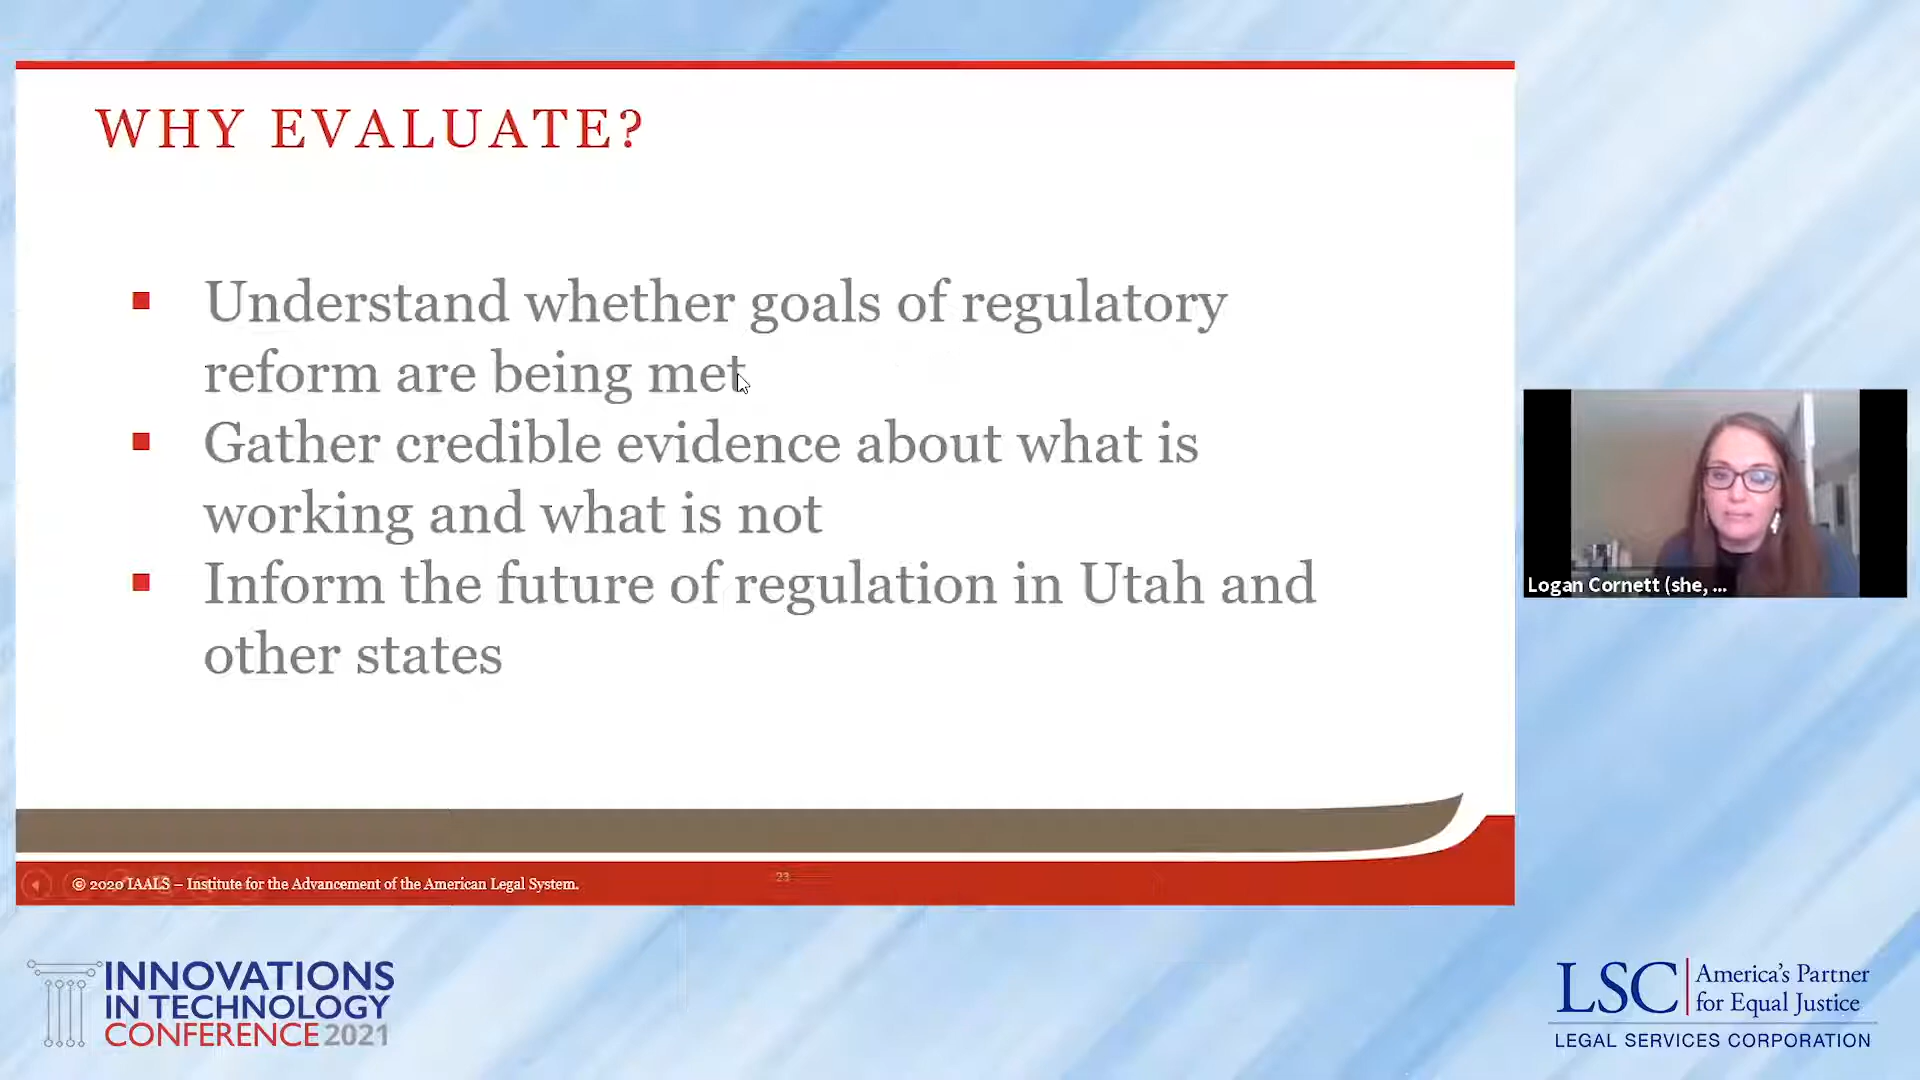 WHY EVALUATE?
Understand whether goals of regulatory
reform are being met
Gather credible evidence about what is
working and what is not
Inform the future of regulation in Utah and
other states
© 2020 IAALS – Institute for the Advancement of the American Legal System.
23
Logan Cornett (she, ...
INNOVATIONS
IN TECHNOLOGY
CONFERENCE 2021
LSC
America's Partner
for Equal Justice
LEGAL SERVICES CORPORATION